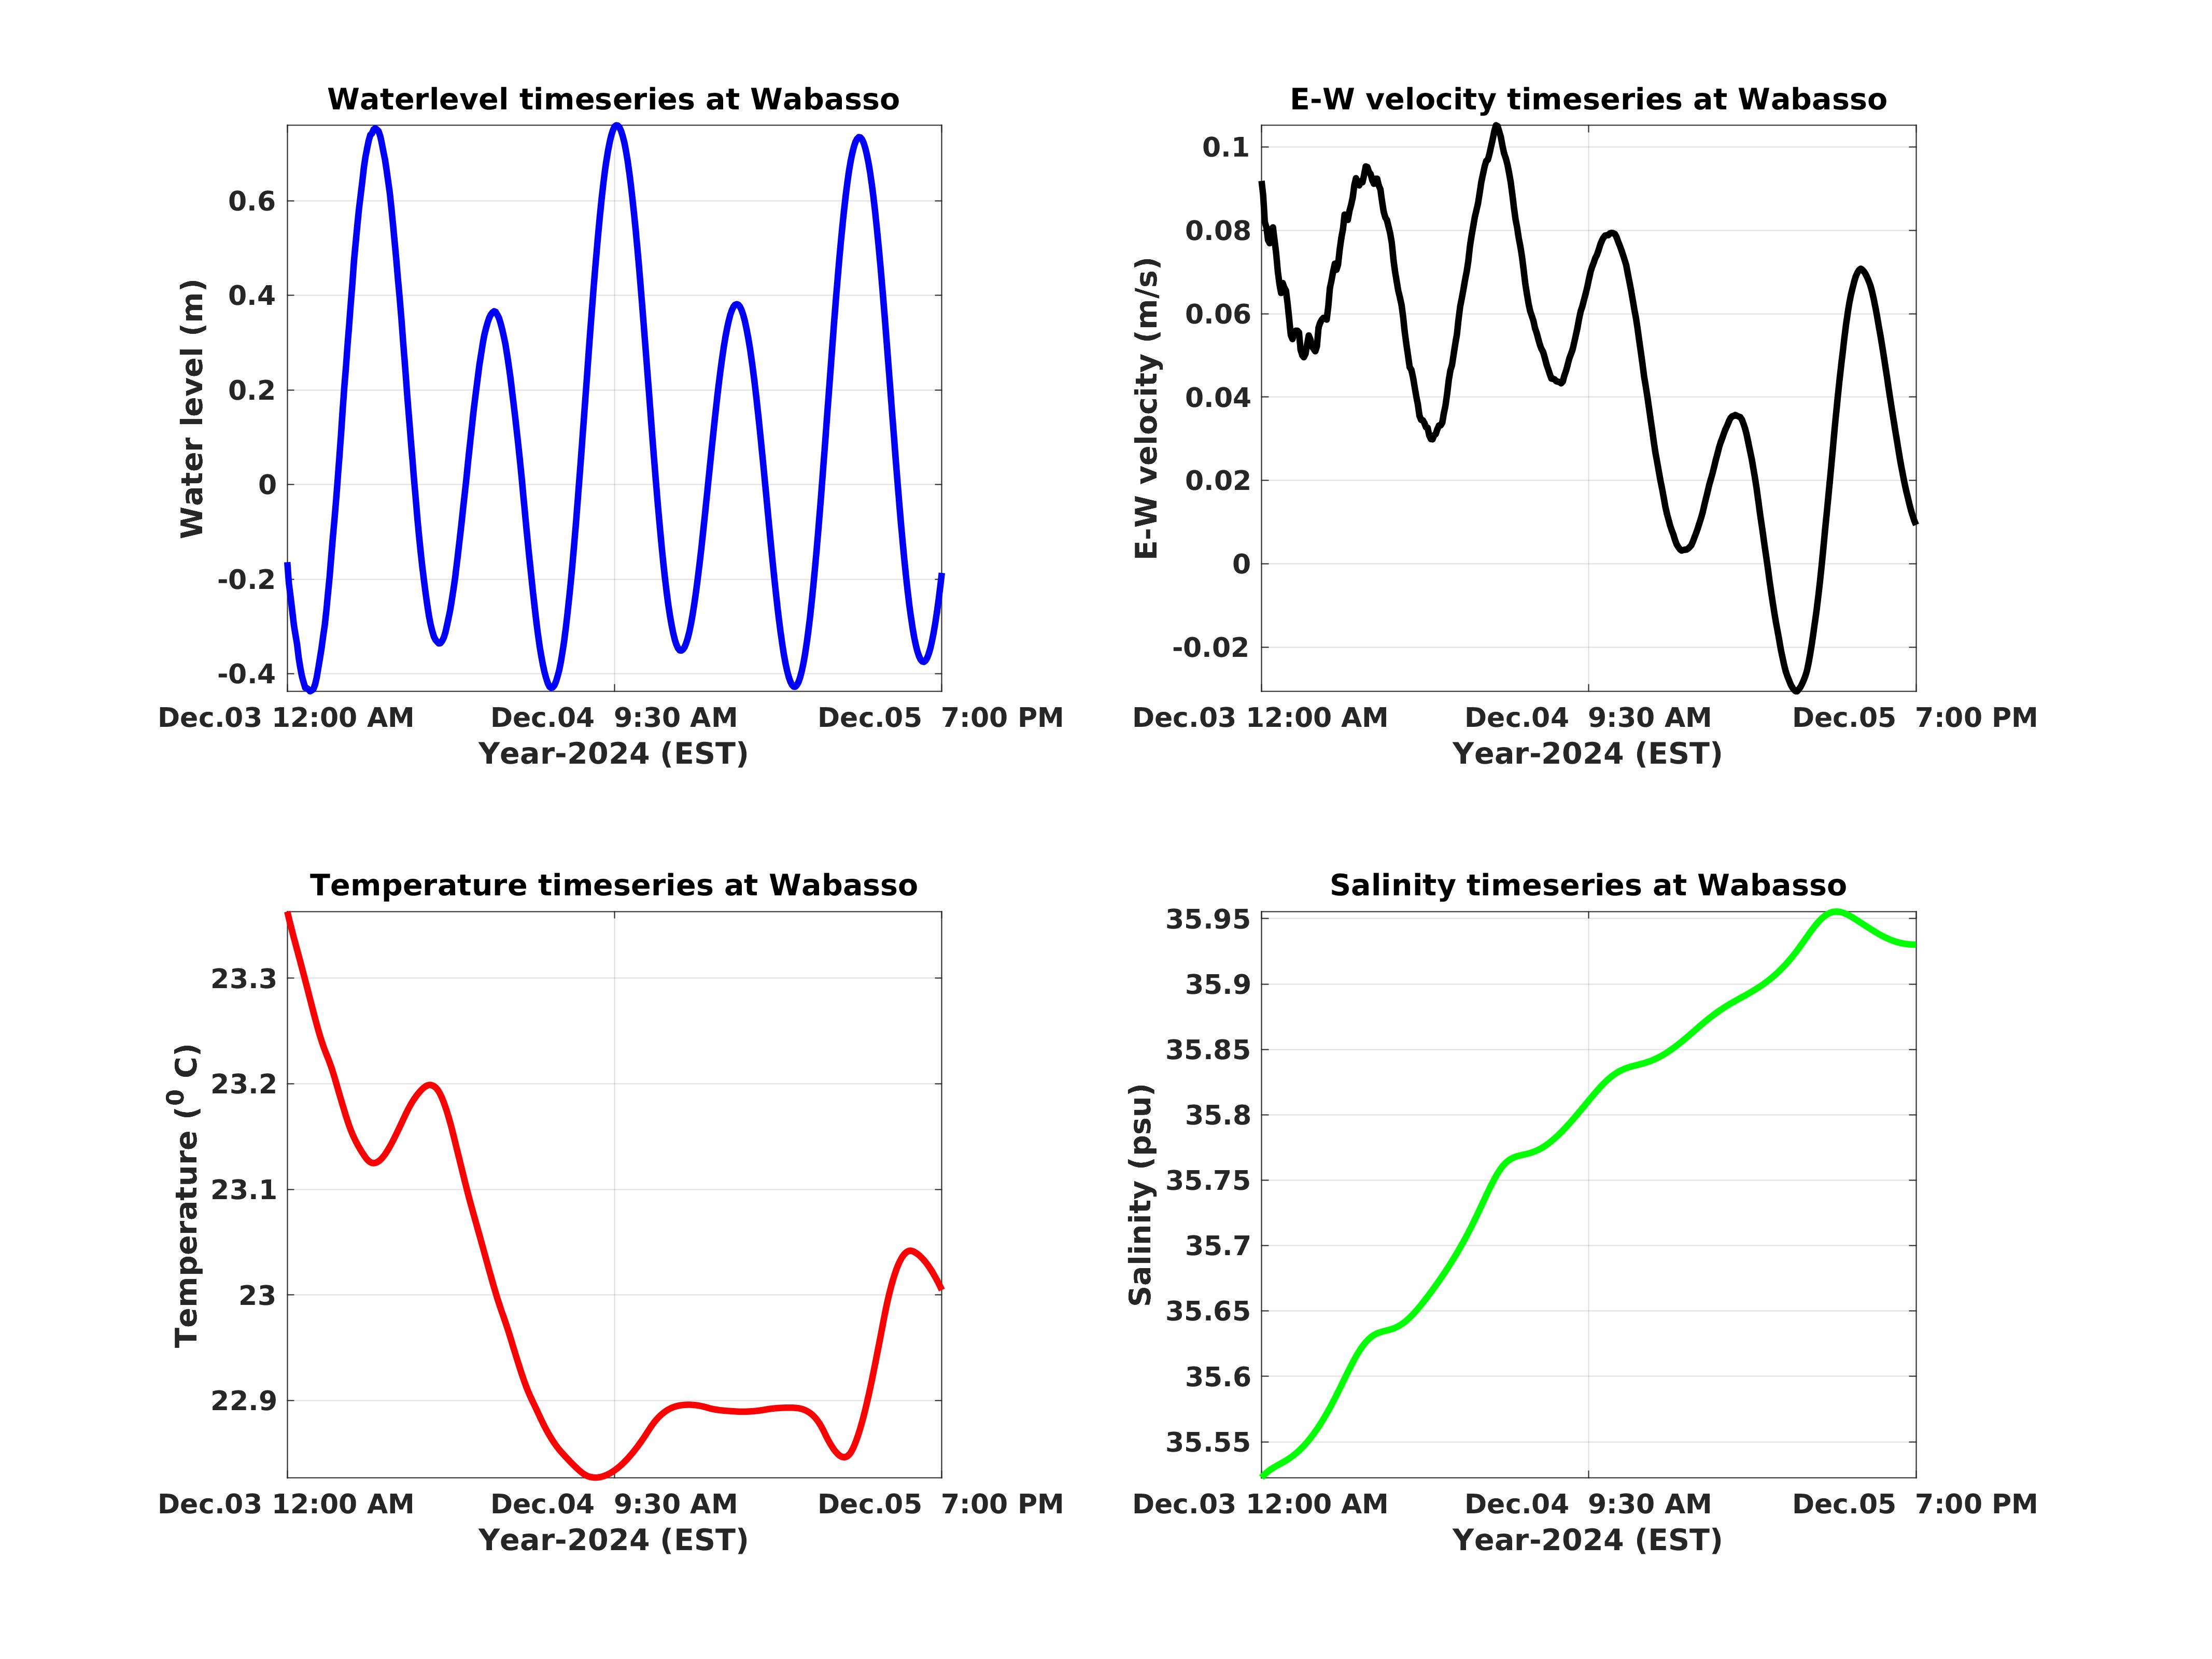 Waterlevel timeseries at Wabasso
Water level (m)
0.6
0.4
0.2
0
-0.2
-0.4
Dec.03 12:00 AM
Dec.04 9:30 AM
Dec.05 7:00 PM
Year-2024 (EST)
E-W velocity timeseries at Wabasso
E-W velocity (m/s)
0.1
0.08
0.06
0.04
0.02
0
-0.02
Dec.03 12:00 AM
Dec.04 9:30 AM
Dec.05 7:00 PM
Year-2024 (EST)
Temperature timeseries at Wabasso
Temperature (⁰ C)
23.3
23.2
23.1
23
22.9
Dec.03 12:00 AM
Dec.04 9:30 AM
Dec.05 7:00 PM
Year-2024 (EST)
Salinity timeseries at Wabasso
Salinity (psu)
35.95
35.9
35.85
35.8
35.75
35.7
35.65
35.6
35.55
Dec.03 12:00 AM
Dec.04 9:30 AM
Dec.05 7:00 PM
Year-2024 (EST)